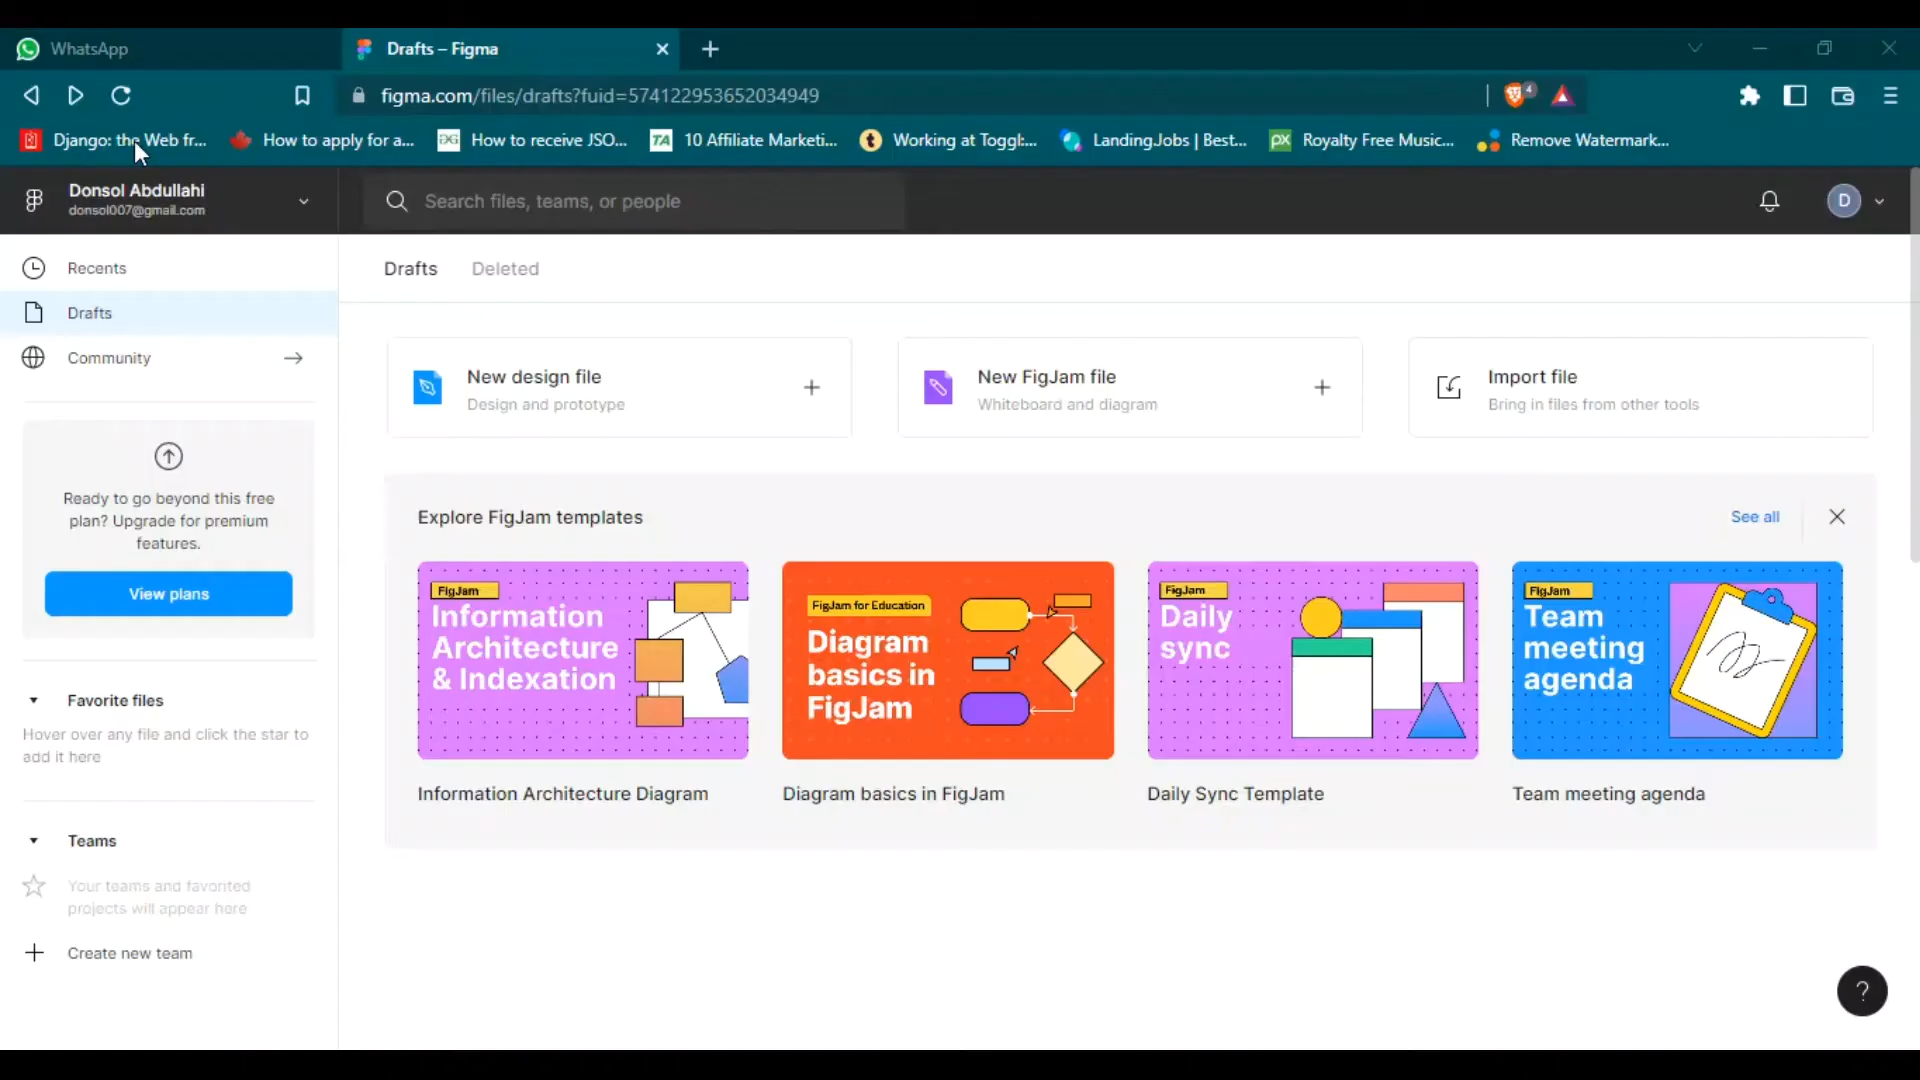 WhatsApp
Drafts – Figma
figma.com/files/drafts?fuid=574122953652034949
4
Django: the Web fr...
How to apply for a...
How to receive JSO...
TA
10 Affiliate Marketi...
Working at Toggl:...
LandingJobs | Best...
px
Royalty Free Music...
Remove Watermark...
Donsol Abdullahi
donsol007@gmail.com
Search files, teams, or people
D
Recents
Drafts
Community
Drafts
Deleted
New design file
Design and prototype
New FigJam file
Whiteboard and diagram
Import file
Bring in files from other tools
Ready to go beyond this free
plan? Upgrade for premium
features.
View plans
Explore FigJam templates
See all
FigJam
Information
Architecture
& Indexation
FigJam for Education
Diagram
basics in
FigJam
FigJam
Daily
sync
FigJam
Team
meeting
agenda
Information Architecture Diagram
Diagram basics in FigJam
Daily Sync Template
Team meeting agenda
Favorite files
Hover over any file and click the star to
add it here
Teams
Your teams and favorited
projects will appear here
Create new team
?